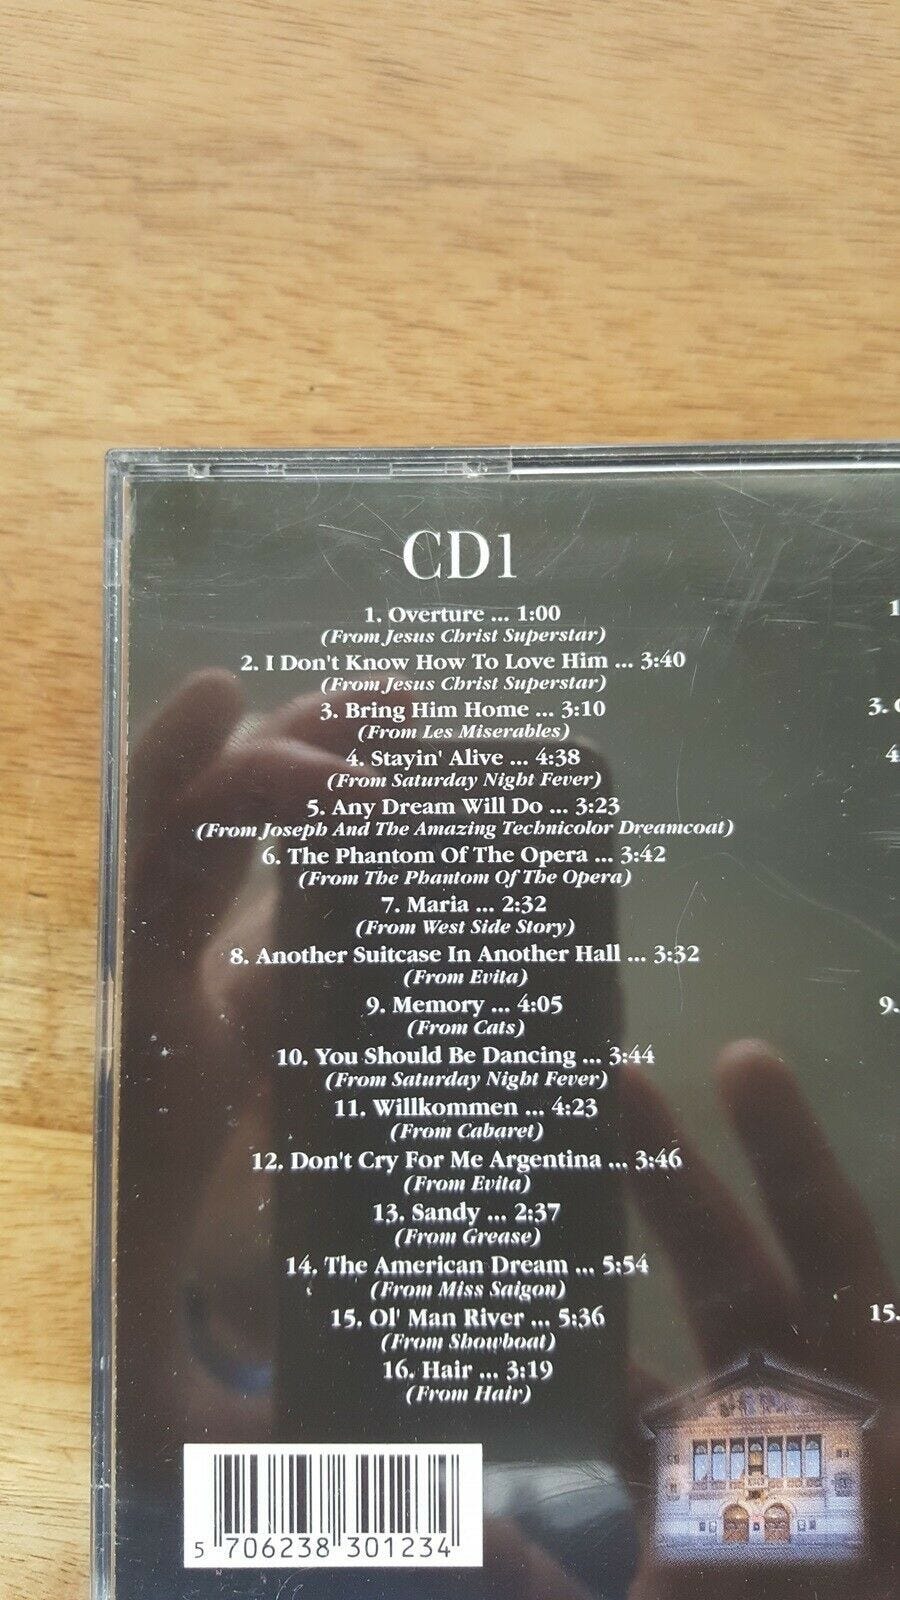 CD1
1. Overture ... 1:00
(From Jesus Christ Superstar)
2. I Don't Know How To Love Him ... 3:40
(From Jesus Christ Superstar)
3. Bring Him Home ... 3:10
(From Les Miserables)
4. Stayin' Alive ... 4:38
(From Saturday Night Fever)
5. Any Dream Will Do ... 3:23
(From Joseph And The Amazing Technicolor Dreamcoat)
6. The Phantom Of The Opera ... 3:42
(From The Phantom Of The Opera)
7. Maria ... 2:32
(From West Side Story)
8. Another Suitcase In Another Hall ... 3:32
(From Evita)
9. Memory ... 4:05
(From Cats)
10. You Should Be Dancing ... 3:44
(From Saturday Night Fever)
11. Willkommen ... 4:23
(From Cabaret)
12. Don't Cry For Me Argentina ... 3:46
(From Evita)
13. Sandy ... 2:37
(From Grease)
14. The American Dream ... 5:54
(From Miss Saigon)
15. Ol' Man River ... 5:36
(From Showboat)
16. Hair ... 3:19
(From Hair)
5 706238 301234
1
3.
4.
9.
15.